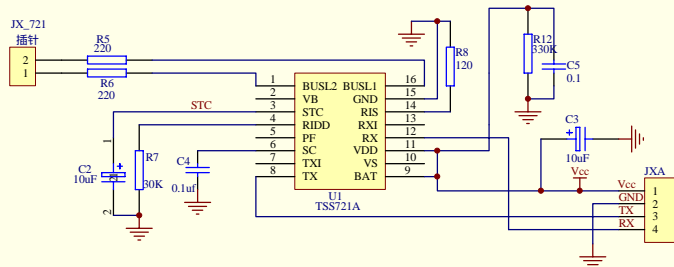 JX_721
插针
2
1
R5
220
R6
220
STC
1
C2
10uF
2
R7
30K
C4
0.1uf
1 BUSL2 BUSL1 16
2 VB GND 15
3 STC RIS 14
4 RIDD RXI 13
5 PF RX 12
6 SC VDD 11
7 TXI VS 10
8 TX BAT 9
U1
TSS721A
R8
120
R12
330K
C5
0.1
C3
10uF
Vcc
JXA
Vcc 1
GND 2
TX 3
RX 4